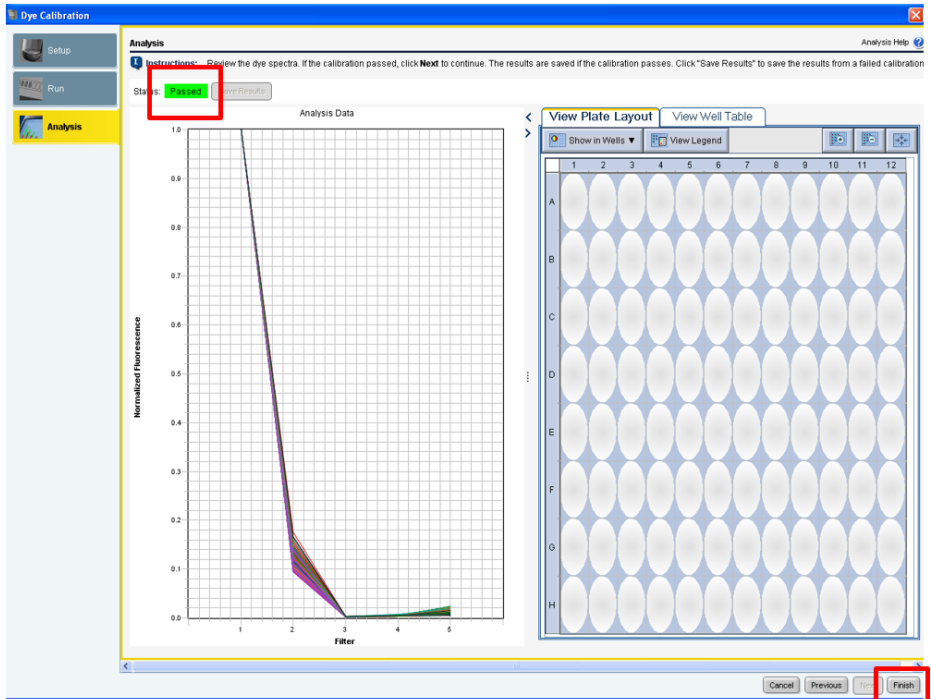 Dye Calibration
Setup
Run
Analysis
Analysis
Analysis Help
Instructions: Review the dye spectra. If the calibration passed, click Next to continue. The results are saved if the calibration passes. Click "Save Results" to save the results from a failed calibration
Status: Passed Save Results
Analysis Data
1.0
0.9
0.8
0.7
0.6
0.5
0.4
0.3
0.2
0.1
0.0
Normalized Fluorescence
1 2 3 4 5
Filter
View Plate Layout View Well Table
Show in Wells ▼ View Legend
1 2 3 4 5 6 7 8 9 10 11 12
A
B
C
D
E
F
G
H
Cancel Previous Next Finish